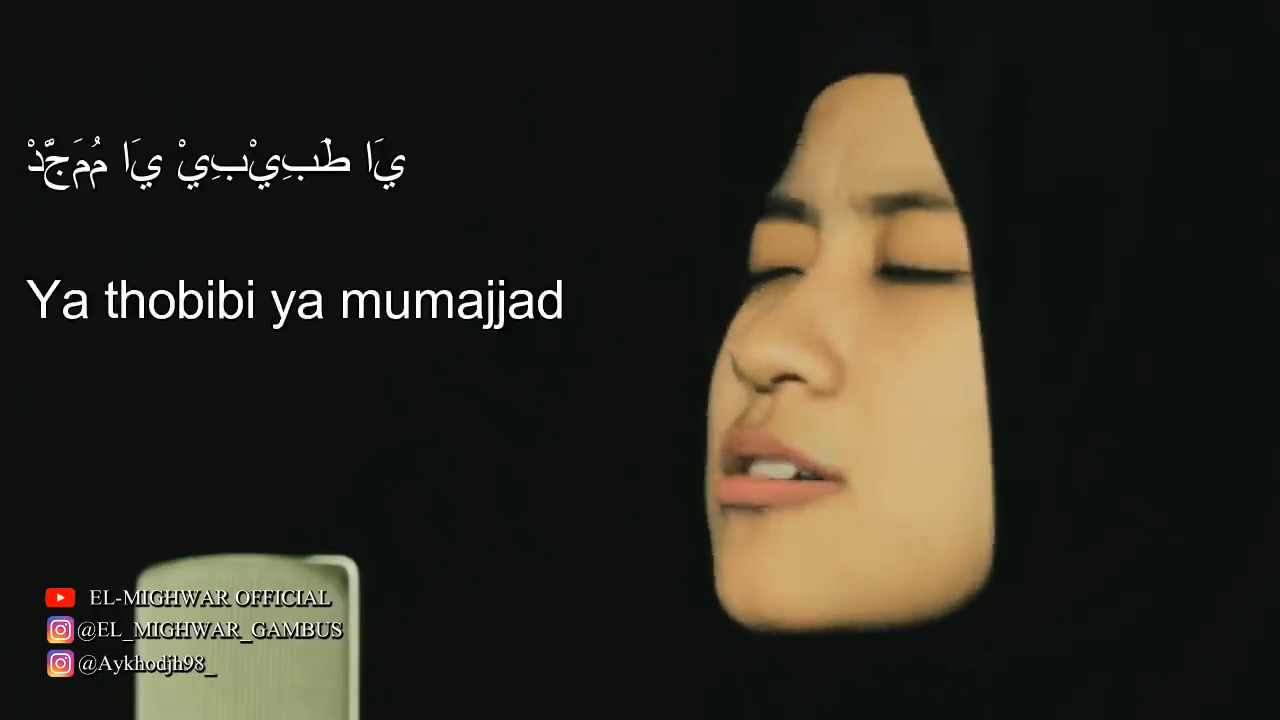 يَا طَبِيْبِيْ يَا مُمَجَّدْ
Ya thobibi ya mumajjad
EL-MIGHWAR OFFICIAL
@EL_MIGHWAR_GAMBUS
@Aykhodjh98_